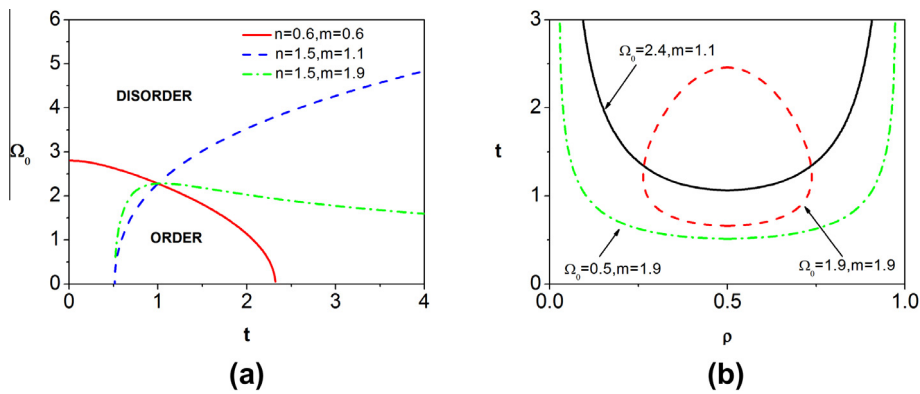 6
5
4
3
2
1
0
Ω₀
n=0.6,m=0.6
n=1.5,m=1.1
n=1.5,m=1.9
DISORDER
ORDER
0 1 2 3 4
t
(a)
3
2
1
0
t
Ω₀=2.4,m=1.1
Ω₀=0.5,m=1.9
Ω₀=1.9,m=1.9
0.0 0.5 1.0
ρ
(b)